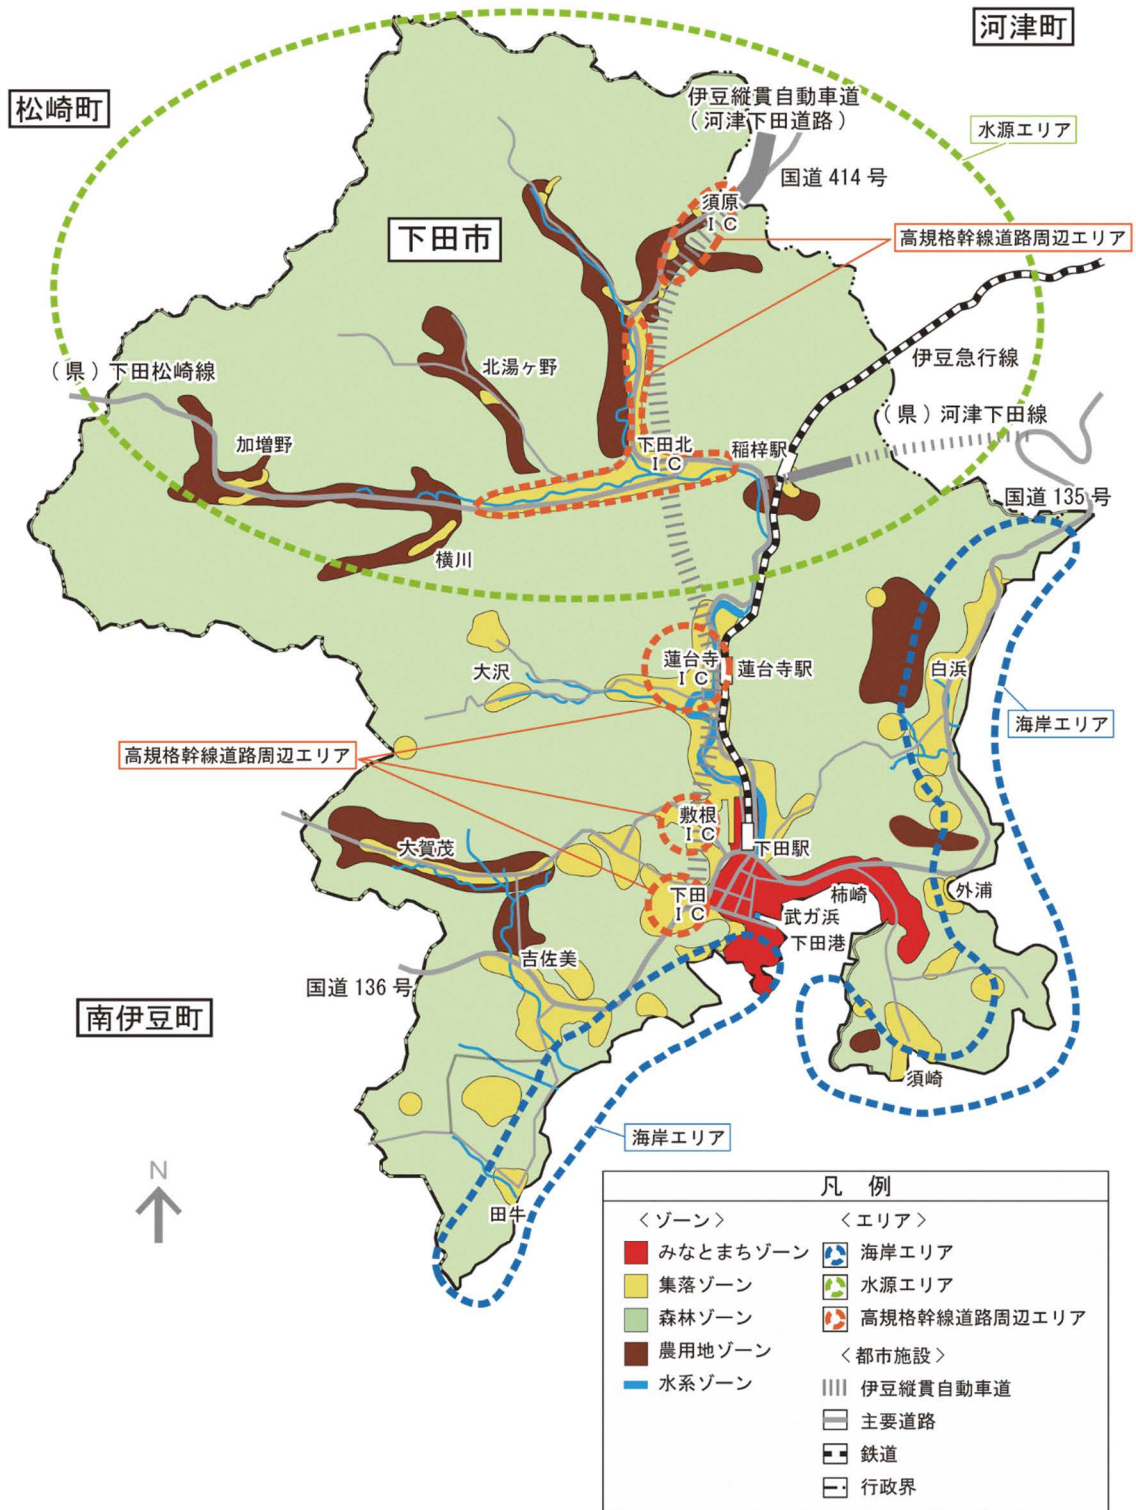 河津町
松崎町
伊豆縦貫自動車道
(河津下田道路)
水源エリア
国道414号
須原
IC
下田市
高規格幹線道路周辺エリア
伊豆急行線
(県)下田松崎線
北湯ヶ野
(県)河津下田線
加増野
下田北
IC
稲梓駅
国道135号
横川
蓮台寺
IC
蓮台寺駅
大沢
白浜
海岸エリア
高規格幹線道路周辺エリア
敷根
IC
大賀茂
下田駅
下田
IC
柿崎
外浦
武ガ浜
下田港
吉佐美
国道136号
南伊豆町
須崎
海岸エリア
N
田牛
凡 例
<ゾーン>
みなとまちゾーン
集落ゾーン
森林ゾーン
農用地ゾーン
水系ゾーン
<エリア>
海岸エリア
水源エリア
高規格幹線道路周辺エリア
<都市施設>
伊豆縦貫自動車道
主要道路
鉄道
行政界